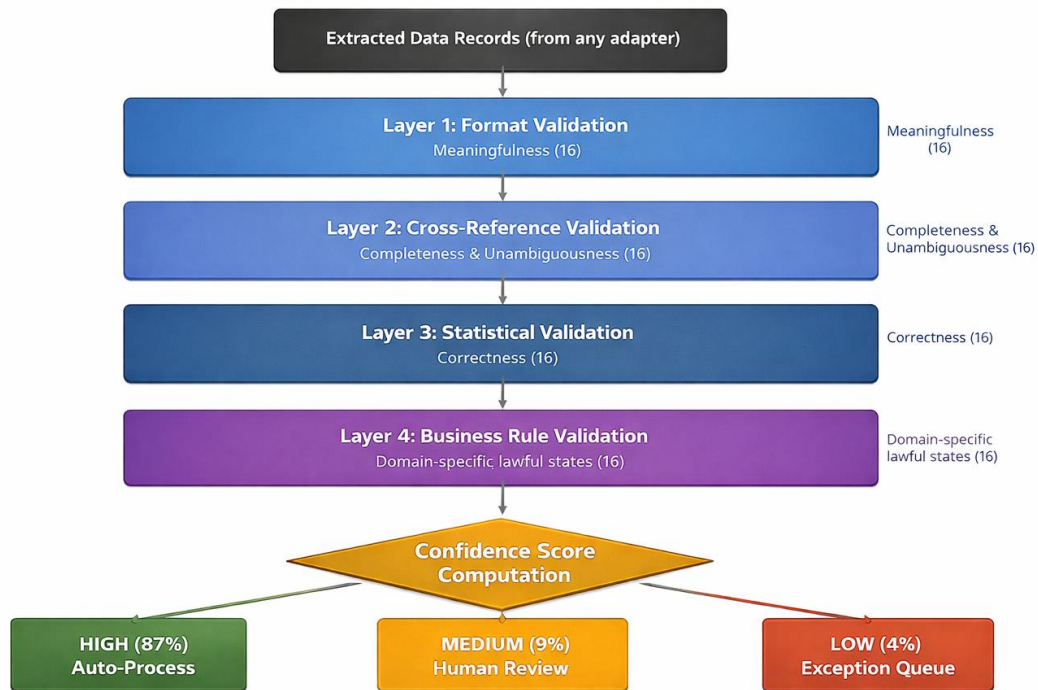 Extracted Data Records (from any adapter)
Layer 1: Format Validation
Meaningfulness (16)
Meaningfulness
(16)
Layer 2: Cross-Reference Validation
Completeness & Unambiguousness (16)
Completeness &
Unambiguousness (16)
Layer 3: Statistical Validation
Correctness (16)
Correctness (16)
Layer 4: Business Rule Validation
Domain-specific lawful states (16)
Domain-specific
lawful states (16)
Confidence Score
Computation
HIGH (87%)
Auto-Process
MEDIUM (9%)
Human Review
LOW (4%)
Exception Queue